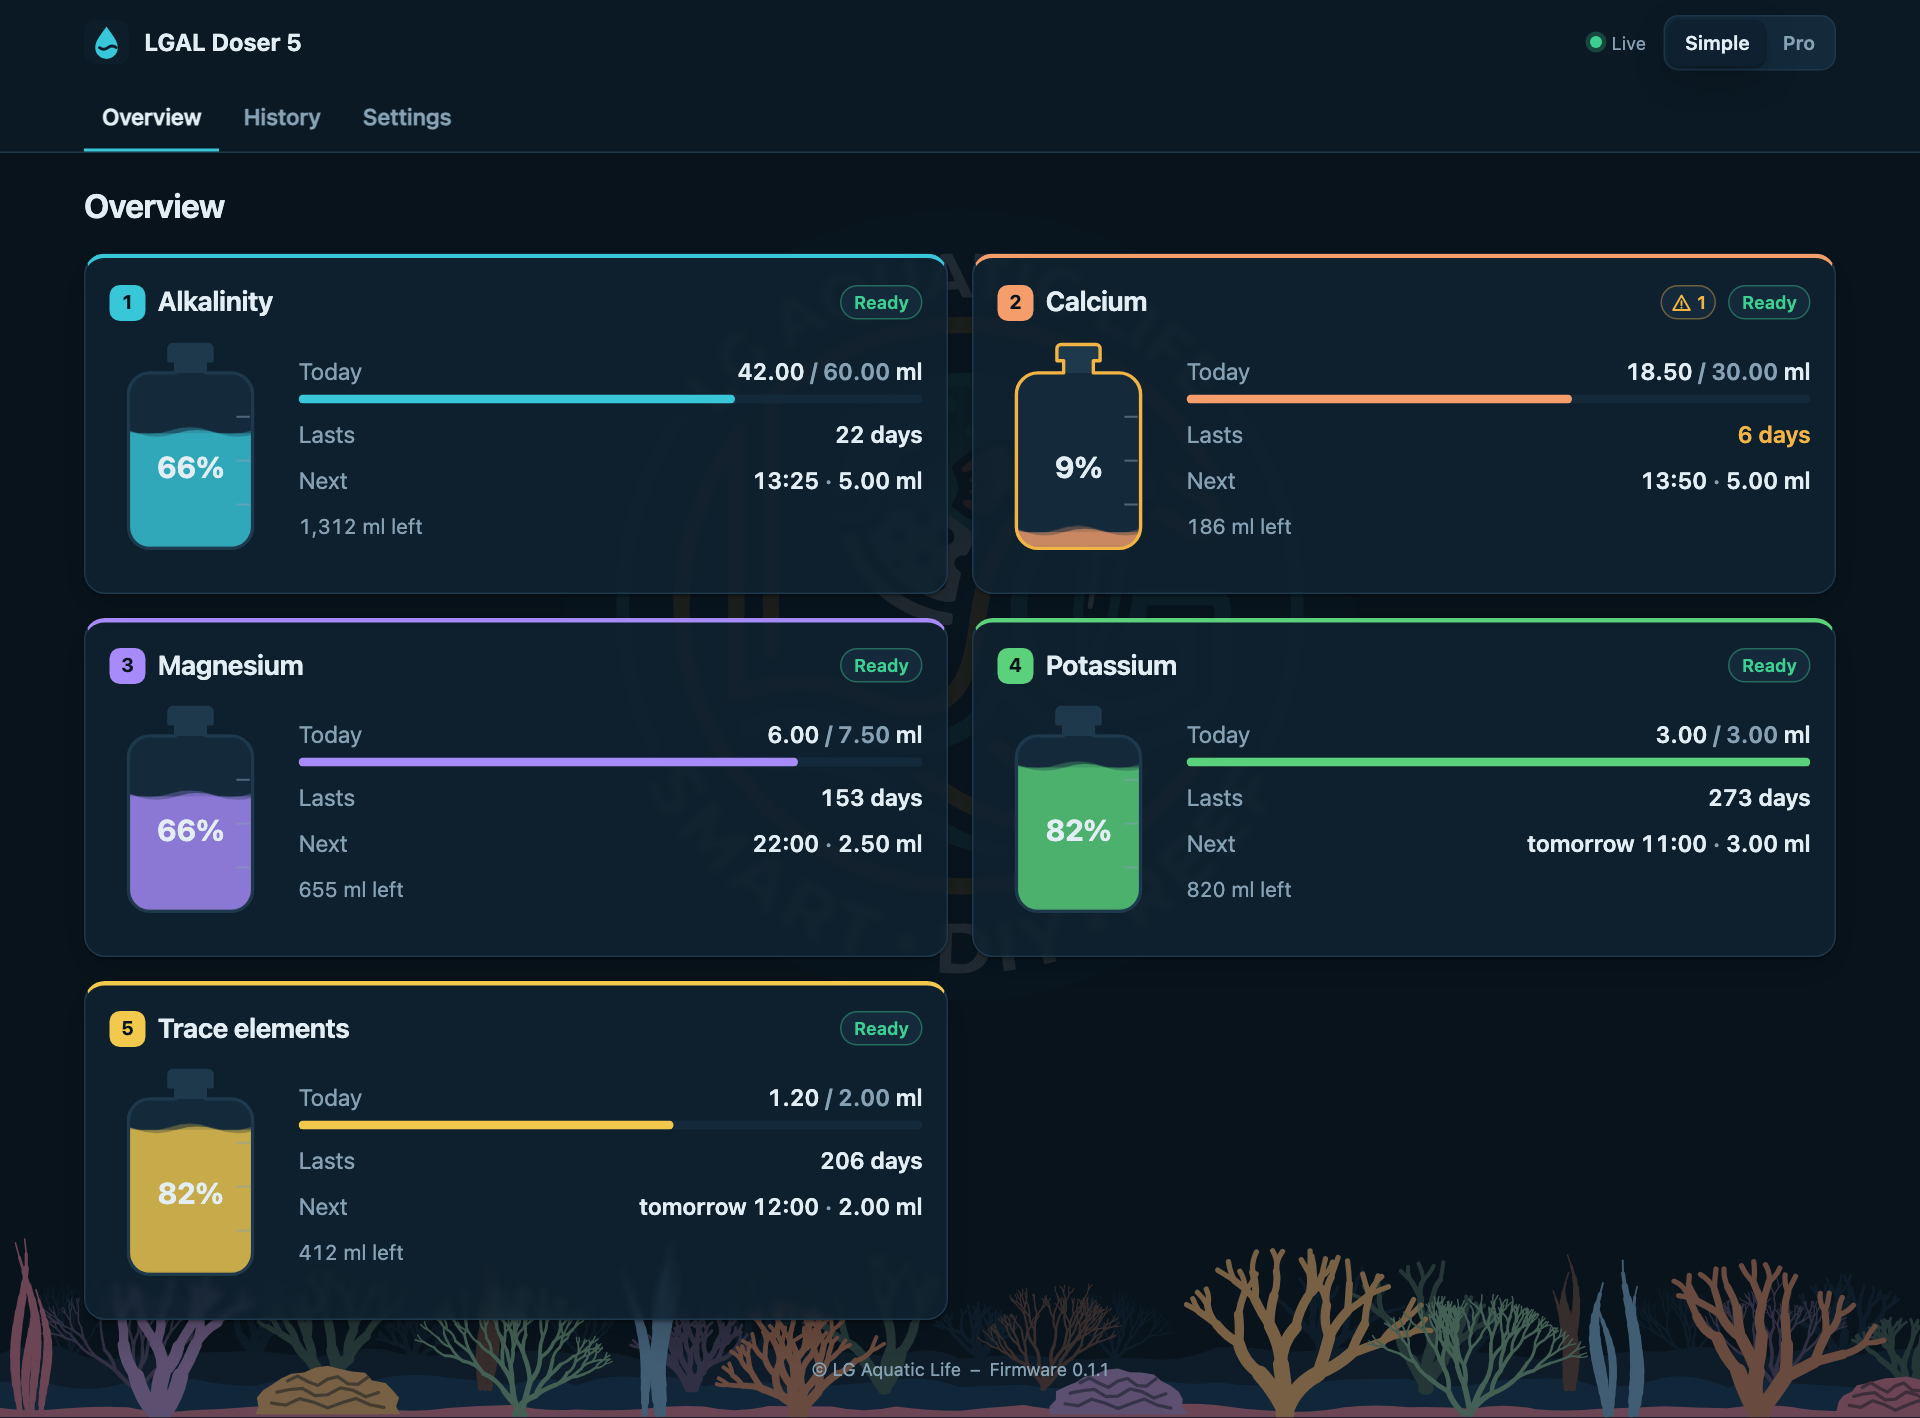 LGAL Doser 5
Live
Simple
Pro
Overview
History
Settings
Overview
1
Alkalinity
Ready
66%
Today
42.00 / 60.00 ml
Lasts
22 days
Next
13:25 · 5.00 ml
1,312 ml left
2
Calcium
1
Ready
9%
Today
18.50 / 30.00 ml
Lasts
6 days
Next
13:50 · 5.00 ml
186 ml left
3
Magnesium
Ready
66%
Today
6.00 / 7.50 ml
Lasts
153 days
Next
22:00 · 2.50 ml
655 ml left
4
Potassium
Ready
82%
Today
3.00 / 3.00 ml
Lasts
273 days
Next
tomorrow 11:00 · 3.00 ml
820 ml left
5
Trace elements
Ready
82%
Today
1.20 / 2.00 ml
Lasts
206 days
Next
tomorrow 12:00 · 2.00 ml
412 ml left
SMART · DIY
© LG Aquatic Life – Firmware 0.1.1